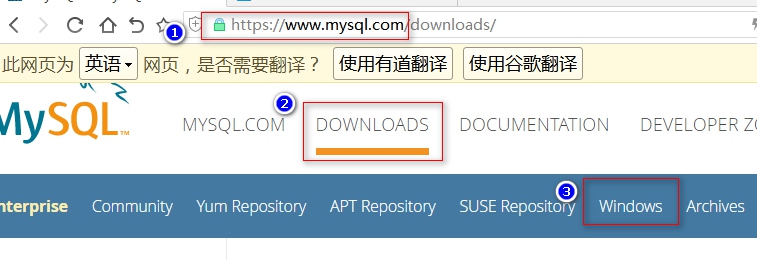 1 https://www.mysql.com/downloads/
此网页为 英语 网页，是否需要翻译？ 使用有道翻译 使用谷歌翻译
MySQL™ 2
MYSQL.COM DOWNLOADS DOCUMENTATION DEVELOPER ZO
3
nterprise Community Yum Repository APT Repository SUSE Repository Windows Archives